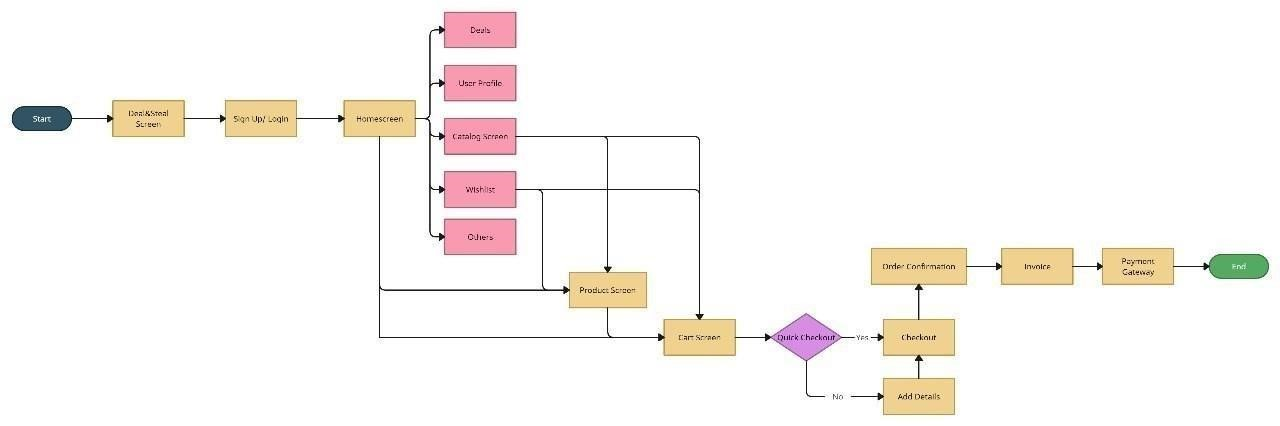 Start
Deal&Steal
Screen
Sign Up/ Login
Homescreen
Deals
User Profile
Catalog Screen
Wishlist
Others
Product Screen
Cart Screen
Quick Checkout
Yes
No
Checkout
Add Details
Order Confirmation
Invoice
Payment
Gateway
End